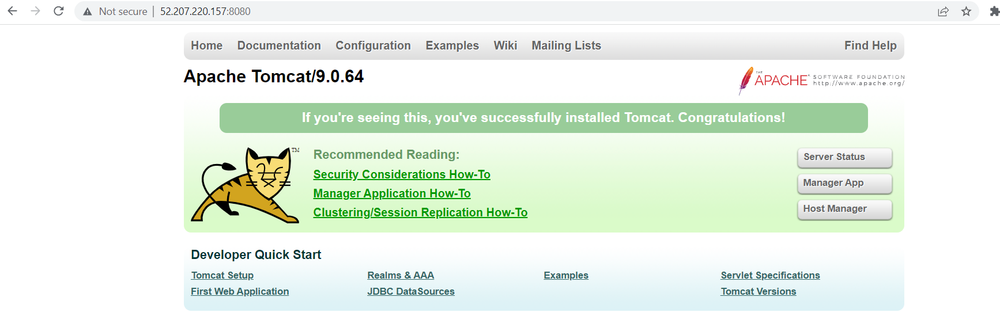 Not secure | 52.207.220.157:8080
Home Documentation Configuration Examples Wiki Mailing Lists Find Help
Apache Tomcat/9.0.64
THE APACHE SOFTWARE FOUNDATION
http://www.apache.org/
If you're seeing this, you've successfully installed Tomcat. Congratulations!
TM
Recommended Reading:
Security Considerations How-To
Manager Application How-To
Clustering/Session Replication How-To
Server Status
Manager App
Host Manager
Developer Quick Start
Tomcat Setup
First Web Application
Realms & AAA
JDBC DataSources
Examples
Servlet Specifications
Tomcat Versions